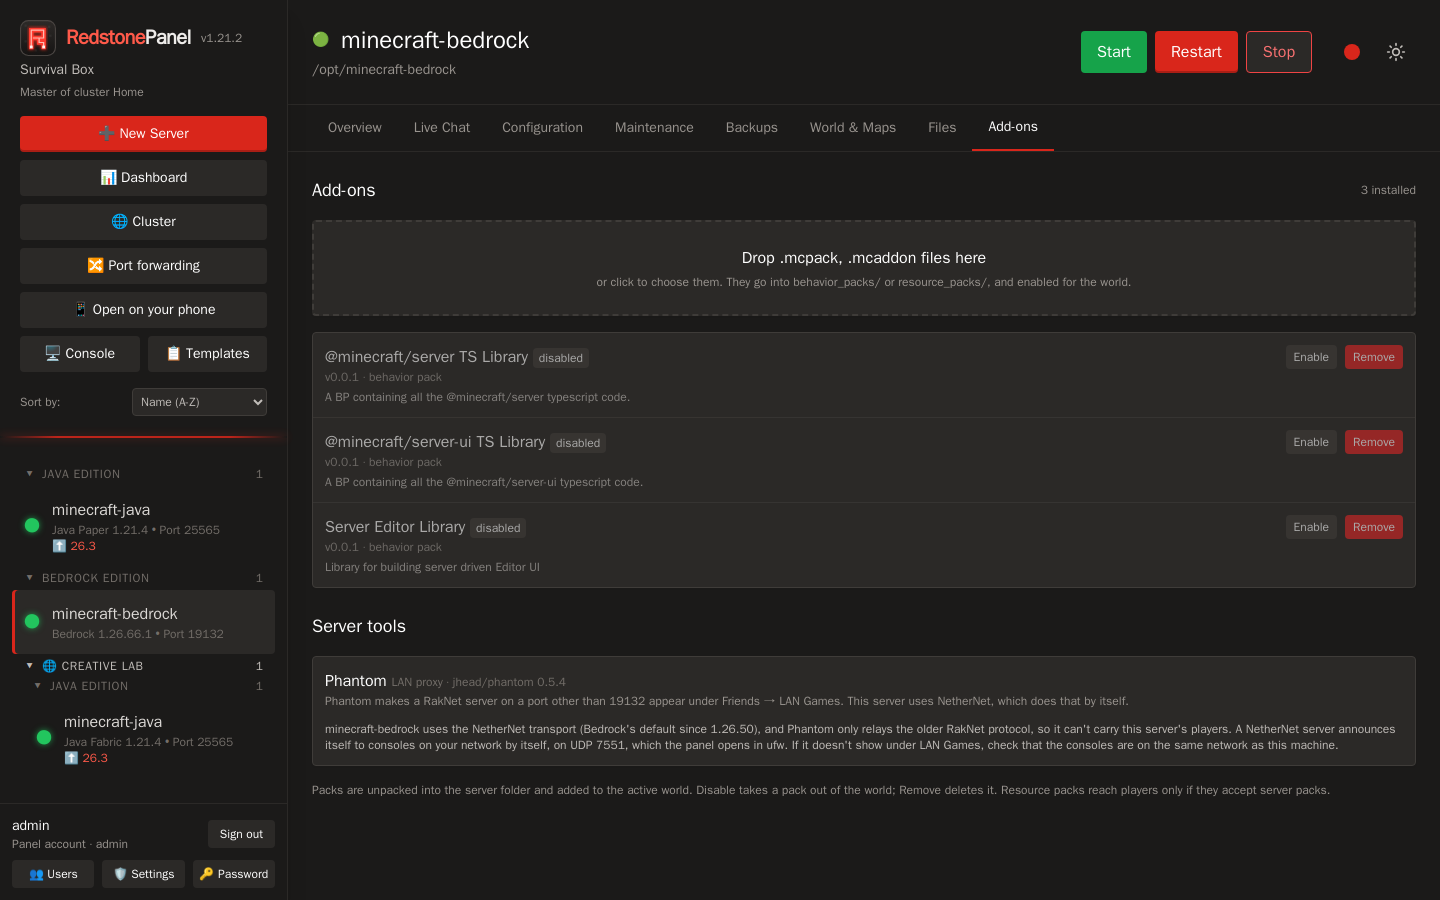 RedstonePanel v1.21.2
Survival Box
Master of cluster Home
➕ New Server
📊 Dashboard
🌐 Cluster
🔀 Port forwarding
📱 Open on your phone
🖥️ Console
📋 Templates
Sort by:
Name (A-Z)
JAVA EDITION 1
minecraft-java
Java Paper 1.21.4 • Port 25565
⬆️ 26.3
BEDROCK EDITION 1
minecraft-bedrock
Bedrock 1.26.66.1 • Port 19132
🌐 CREATIVE LAB 1
JAVA EDITION 1
minecraft-java
Java Fabric 1.21.4 • Port 25565
⬆️ 26.3
admin
Panel account · admin
Sign out
👥 Users
🛡️ Settings
🔑 Password
minecraft-bedrock
/opt/minecraft-bedrock
Start
Restart
Stop
Overview
Live Chat
Configuration
Maintenance
Backups
World & Maps
Files
Add-ons
Add-ons
3 installed
Drop .mcpack, .mcaddon files here
or click to choose them. They go into behavior_packs/ or resource_packs/, and enabled for the world.
@minecraft/server TS Library disabled
v0.0.1 · behavior pack
A BP containing all the @minecraft/server typescript code.
Enable
Remove
@minecraft/server-ui TS Library disabled
v0.0.1 · behavior pack
A BP containing all the @minecraft/server-ui typescript code.
Enable
Remove
Server Editor Library disabled
v0.0.1 · behavior pack
Library for building server driven Editor UI
Enable
Remove
Server tools
Phantom LAN proxy · jhead/phantom 0.5.4
Phantom makes a RakNet server on a port other than 19132 appear under Friends → LAN Games. This server uses NetherNet, which does that by itself.
minecraft-bedrock uses the NetherNet transport (Bedrock's default since 1.26.50), and Phantom only relays the older RakNet protocol, so it can't carry this server's players. A NetherNet server announces
itself to consoles on your network by itself, on UDP 7551, which the panel opens in ufw. If it doesn't show under LAN Games, check that the consoles are on the same network as this machine.
Packs are unpacked into the server folder and added to the active world. Disable takes a pack out of the world; Remove deletes it. Resource packs reach players only if they accept server packs.